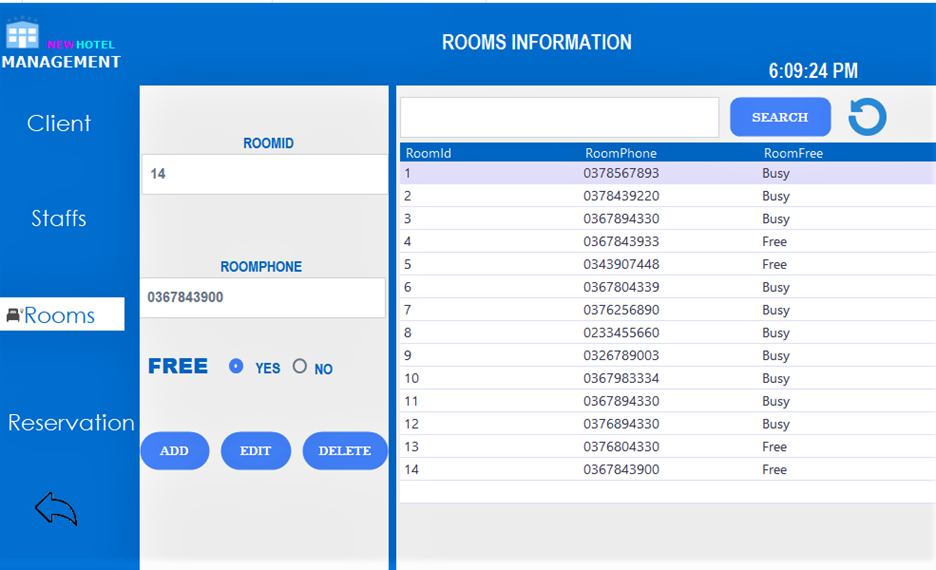 NEW HOTEL
MANAGEMENT
ROOMS INFORMATION
6:09:24 PM
Client
Staffs
Rooms
Reservation
ROOMID
14
ROOMPHONE
0367843900
FREE YES NO
ADD EDIT DELETE
SEARCH
RoomId RoomPhone RoomFree
1 0378567893 Busy
2 0378439220 Busy
3 0367894330 Busy
4 0367843933 Free
5 0343907448 Free
6 0367804339 Busy
7 0376256890 Busy
8 0233455660 Busy
9 0326789003 Busy
10 0367983334 Busy
11 0367894330 Busy
12 0376894330 Busy
13 0376804330 Free
14 0367843900 Free